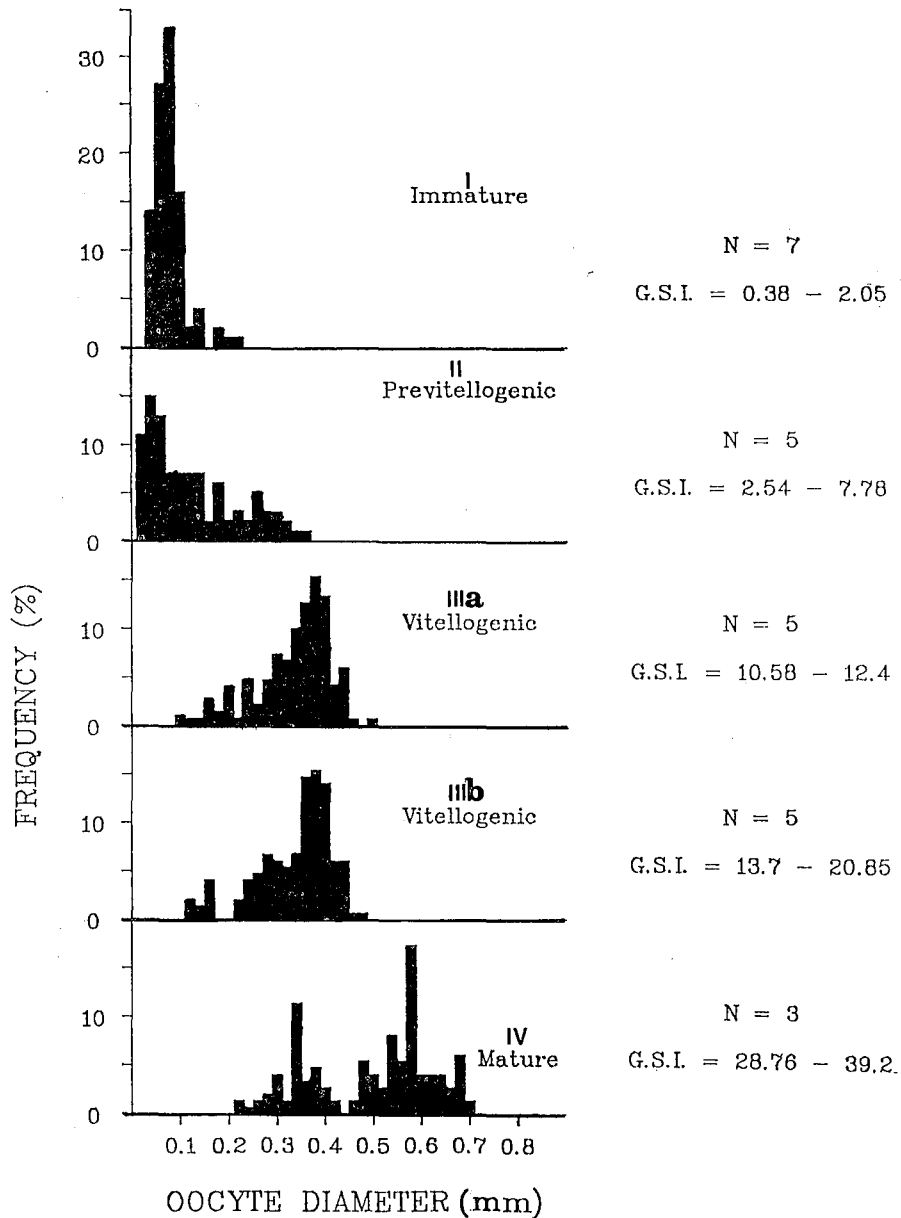 30
20
10
0
I
Immature
N = 7
G.S.I. = 0.38 – 2.05
II
Previtellogenic
10
0
N = 5
G.S.I. = 2.54 – 7.78
IIIa
Vitellogenic
10
0
N = 5
G.S.I. = 10.58 – 12.4
IIIb
Vitellogenic
10
0
N = 5
G.S.I. = 13.7 – 20.85
IV
Mature
10
0
N = 3
G.S.I. = 28.76 – 39.2
FREQUENCY (%)
0.1 0.2 0.3 0.4 0.5 0.6 0.7 0.8
OOCYTE DIAMETER (mm)